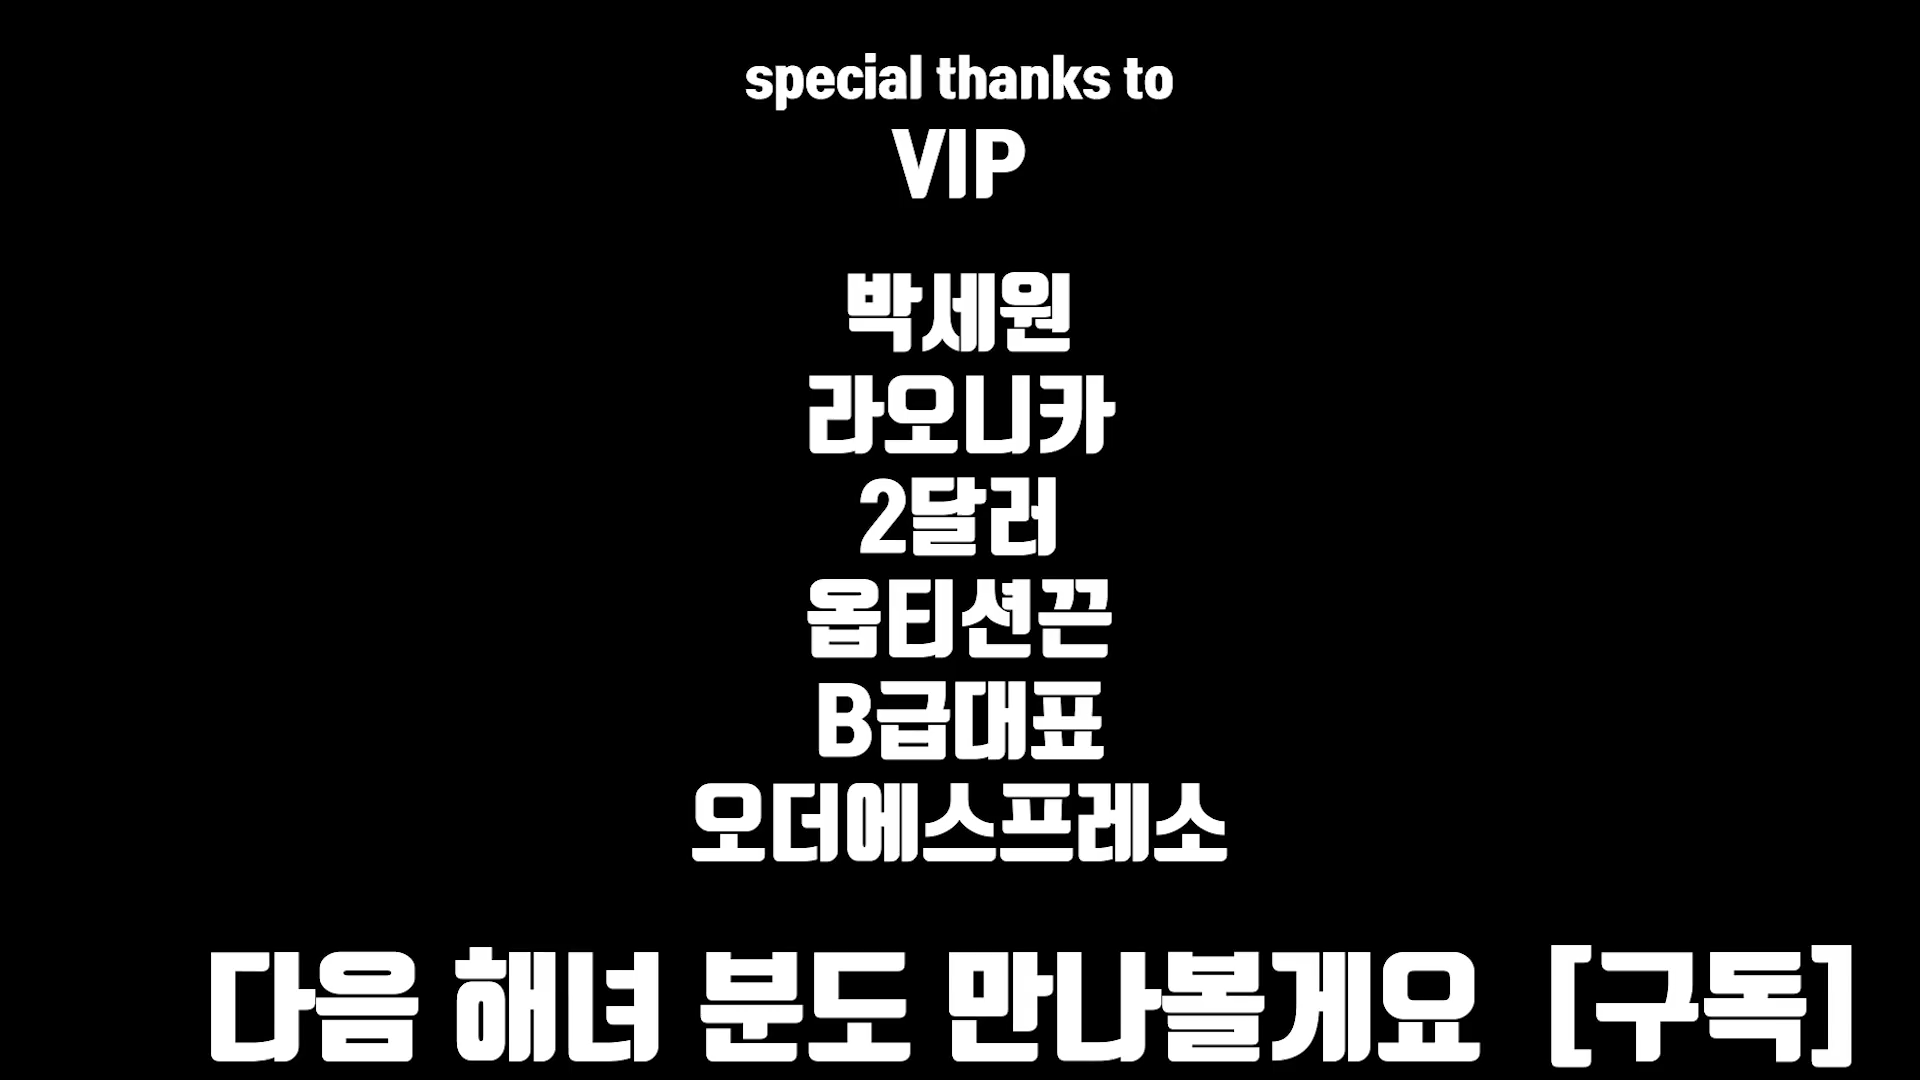 special thanks to
VIP
박세원
라오니카
2달러
옵티션끈
B급대표
오더에스프레소
다음 해녀 분도 만나볼게요 [구독]